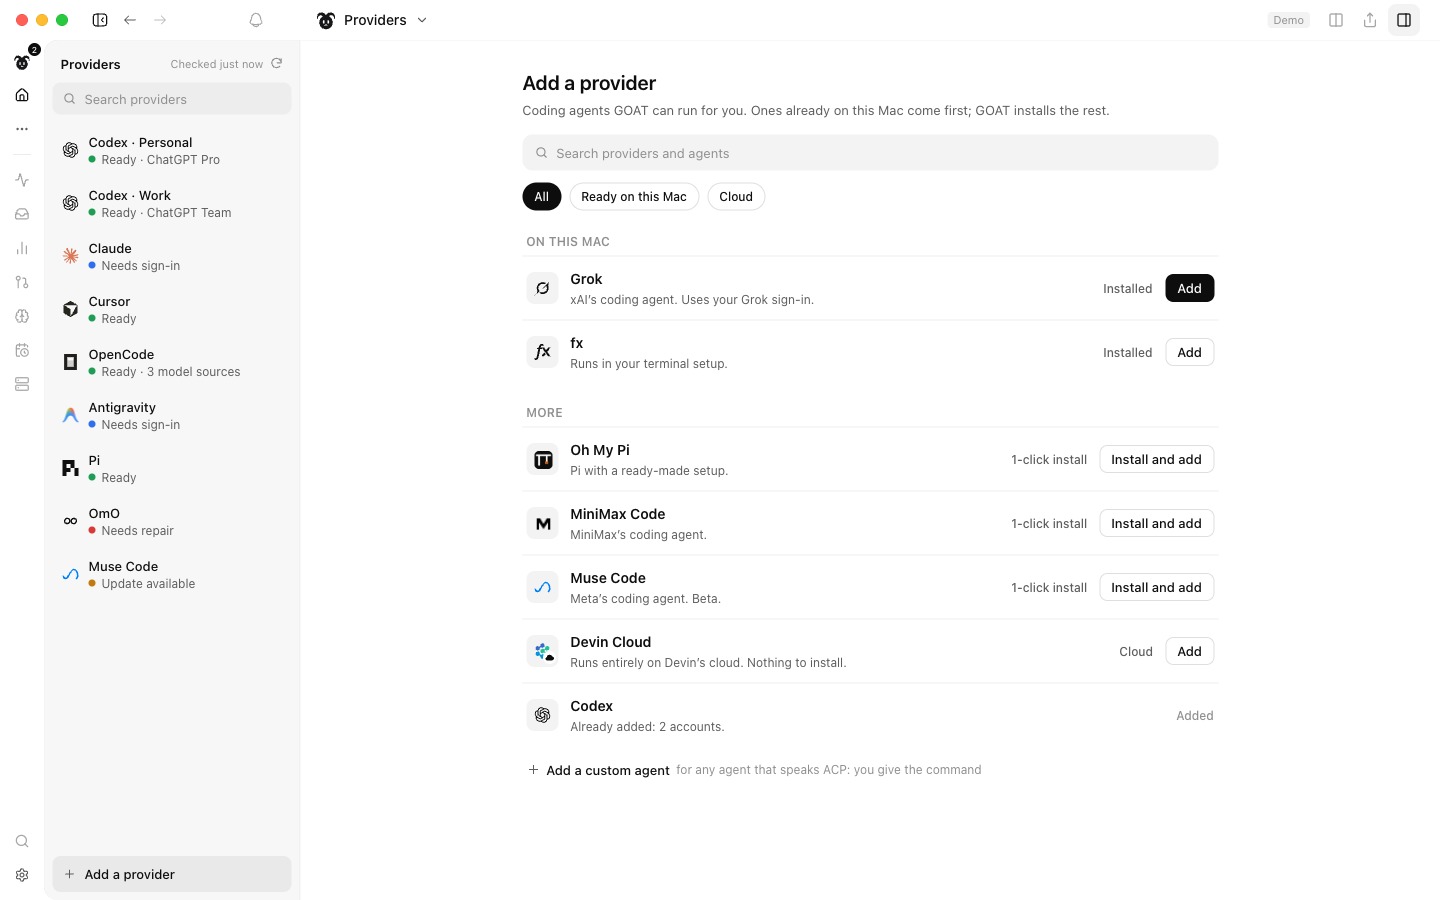 Providers
Demo
2
Providers
Checked just now
Search providers
Codex · Personal
Ready · ChatGPT Pro
Codex · Work
Ready · ChatGPT Team
Claude
Needs sign-in
Cursor
Ready
OpenCode
Ready · 3 model sources
Antigravity
Needs sign-in
Pi
Ready
OmO
Needs repair
Muse Code
Update available
Add a provider
Add a provider
Coding agents GOAT can run for you. Ones already on this Mac come first; GOAT installs the rest.
Search providers and agents
All
Ready on this Mac
Cloud
ON THIS MAC
Grok
xAI's coding agent. Uses your Grok sign-in.
Installed
Add
fx
fx
Runs in your terminal setup.
Installed
Add
MORE
Oh My Pi
Pi with a ready-made setup.
1-click install
Install and add
MiniMax Code
MiniMax's coding agent.
1-click install
Install and add
Muse Code
Meta's coding agent. Beta.
1-click install
Install and add
Devin Cloud
Runs entirely on Devin's cloud. Nothing to install.
Cloud
Add
Codex
Already added: 2 accounts.
Added
Add a custom agent for any agent that speaks ACP: you give the command